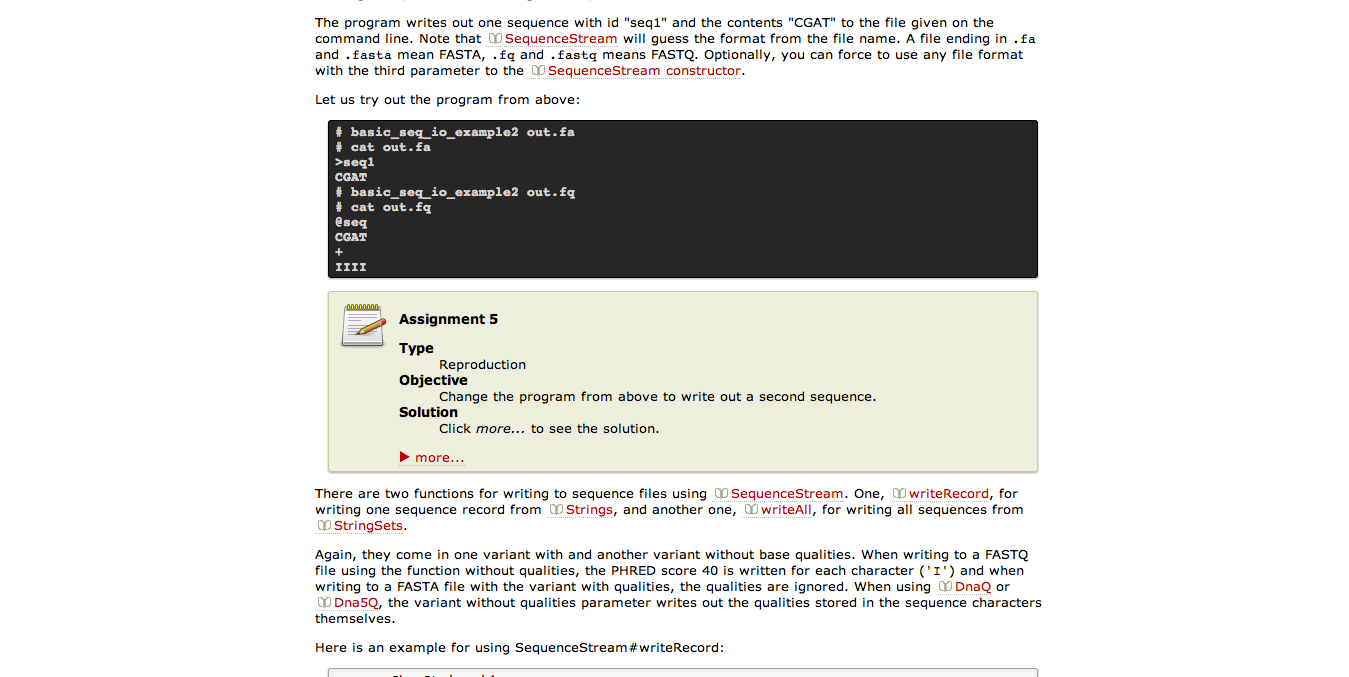 The program writes out one sequence with id "seq1" and the contents "CGAT" to the file given on the
command line. Note that SequenceStream will guess the format from the file name. A file ending in .fa
and .fasta mean FASTA, .fq and .fastq means FASTQ. Optionally, you can force to use any file format
with the third parameter to the SequenceStream constructor.
Let us try out the program from above:
# basic_seq_io_example2 out.fa
# cat out.fa
>seq1
CGAT
# basic_seq_io_example2 out.fq
# cat out.fq
@seq
CGAT
+
IIII
Assignment 5
Type
Reproduction
Objective
Change the program from above to write out a second sequence.
Solution
Click more... to see the solution.
more...
There are two functions for writing to sequence files using SequenceStream. One, writeRecord, for
writing one sequence record from Strings, and another one, writeAll, for writing all sequences from
StringSets.
Again, they come in one variant with and another variant without base qualities. When writing to a FASTQ
file using the function without qualities, the PHRED score 40 is written for each character ('I') and when
writing to a FASTA file with the variant with qualities, the qualities are ignored. When using DnaQ or
Dna5Q, the variant without qualities parameter writes out the qualities stored in the sequence characters
themselves.
Here is an example for using SequenceStream#writeRecord: